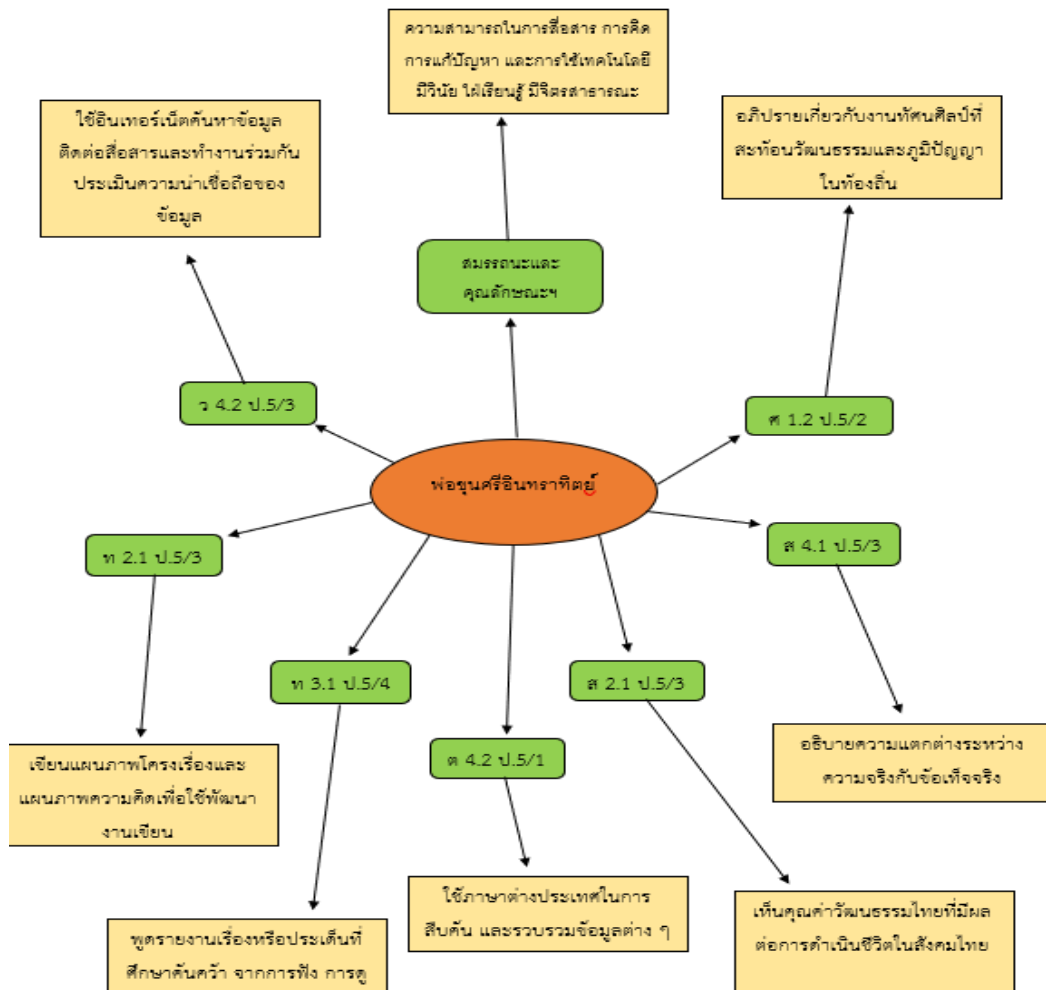 ความสามารถในการสื่อสาร การคิด
การแก้ปัญหา และการใช้เทคโนโลยี
มีวินัย ใฝ่เรียนรู้ มีจิตรสาธารณะ
ใช้อินเทอร์เน็ตค้นหาข้อมูล
ติดต่อสื่อสารและทำงานร่วมกัน
ประเมินความน่าเชื่อถือของ
ข้อมูล
อภิปรายเกี่ยวกับงานทัศนศิลป์ที่
สะท้อนวัฒนธรรมและภูมิปัญญา
ในท้องถิ่น
สมรรถนะและ
คุณลักษณะฯ
ว 4.2 ป.5/3
ศ 1.2 ป.5/2
พ่อขุนศรีอินทราทิตย์
ท 2.1 ป.5/3
ส 4.1 ป.5/3
ท 3.1 ป.5/4
ส 2.1 ป.5/3
ต 4.2 ป.5/1
เขียนแผนภาพโครงเรื่องและ
แผนภาพความคิดเพื่อใช้พัฒนา
งานเขียน
อธิบายความแตกต่างระหว่าง
ความจริงกับข้อเท็จจริง
พูดรายงานเรื่องหรือประเด็นที่
ศึกษาค้นคว้า จากการฟัง การดู
ใช้ภาษาต่างประเทศในการ
สืบค้น และรวบรวมข้อมูลต่าง ๆ
เห็นคุณค่าวัฒนธรรมไทยที่มีผล
ต่อการดำเนินชีวิตในสังคมไทย